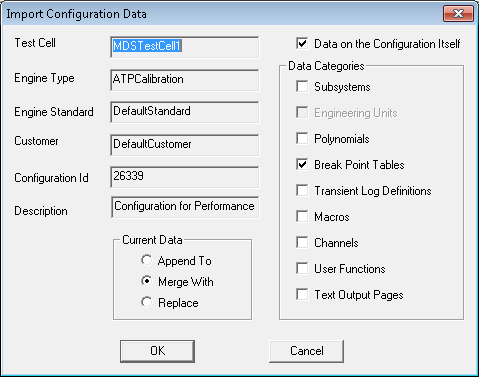 Import Configuration Data
Test Cell
MDSTestCell1
Engine Type
ATPCalibration
Engine Standard
DefaultStandard
Customer
DefaultCustomer
Configuration Id
26339
Description
Configuration for Performance
Current Data
Append To
Merge With
Replace
Data on the Configuration Itself
Data Categories
Subsystems
Engineering Units
Polynomials
Break Point Tables
Transient Log Definitions
Macros
Channels
User Functions
Text Output Pages
OK
Cancel